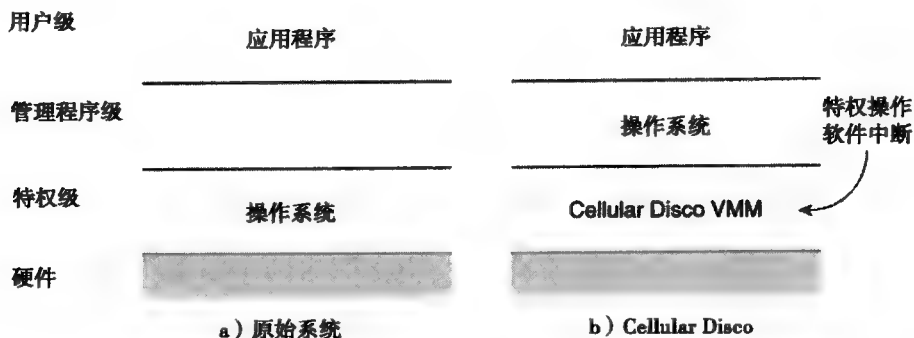 用户级
应用程序
应用程序
管理程序级
操作系统
特权操作
软件中断
特权级
操作系统
Cellular Disco VMM
硬件
a）原始系统
b）Cellular Disco